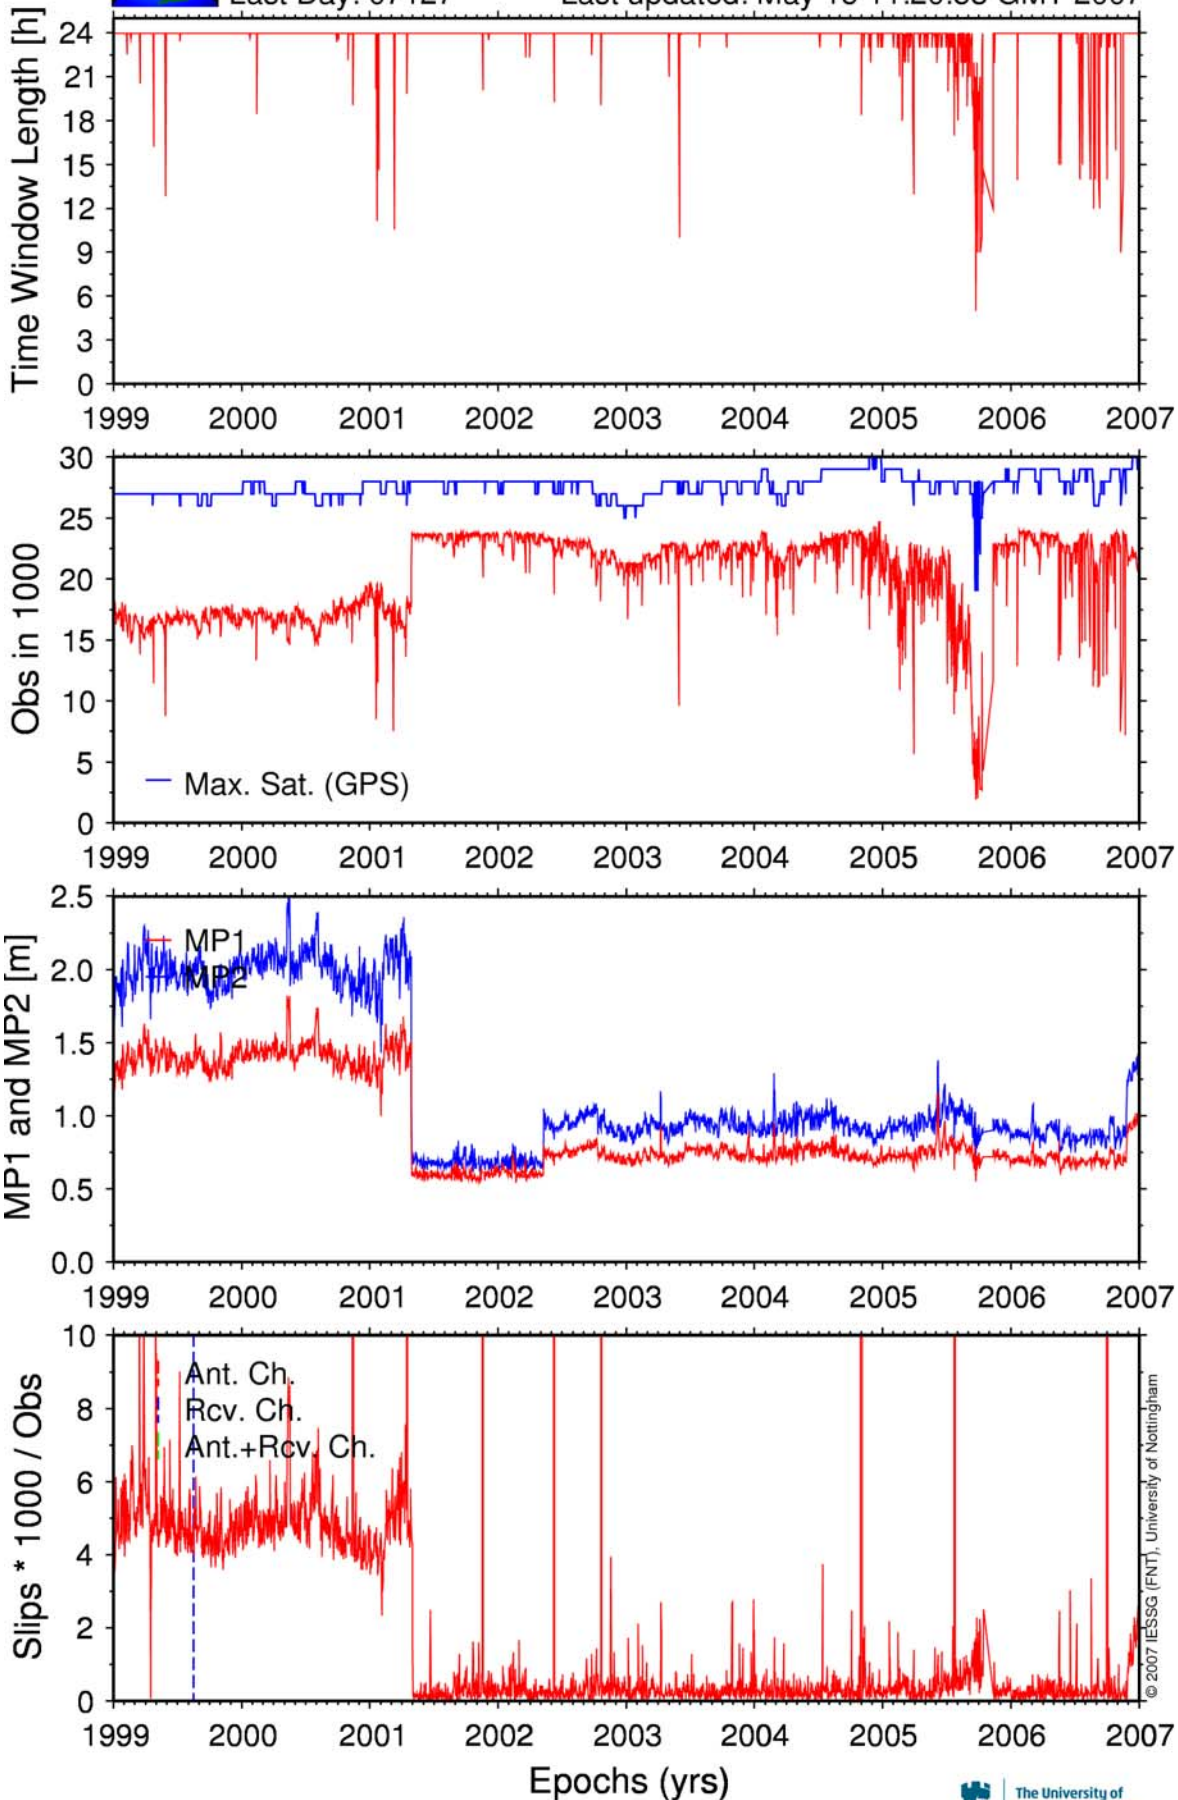 Last Day: 07127
24
21
18
15
12
9
6
3
0
Time Window Length [h]
1999 2000 2001 2002 2003 2004 2005 2006 2007
30
25
20
15
10
5
0
Obs in 1000
Max. Sat. (GPS)
1999 2000 2001 2002 2003 2004 2005 2006 2007
2.5
2.0
1.5
1.0
0.5
0.0
MP1 and MP2 [m]
MP1
MP2
1999 2000 2001 2002 2003 2004 2005 2006 2007
10
8
6
4
2
0
Slips * 1000 / Obs
Ant. Ch.
Rcv. Ch.
Ant.+Rcv. Ch.
© 2007 IESSG (FNT), University of Nottingham
1999 2000 2001 2002 2003 2004 2005 2006 2007
Epochs (yrs)
The University of